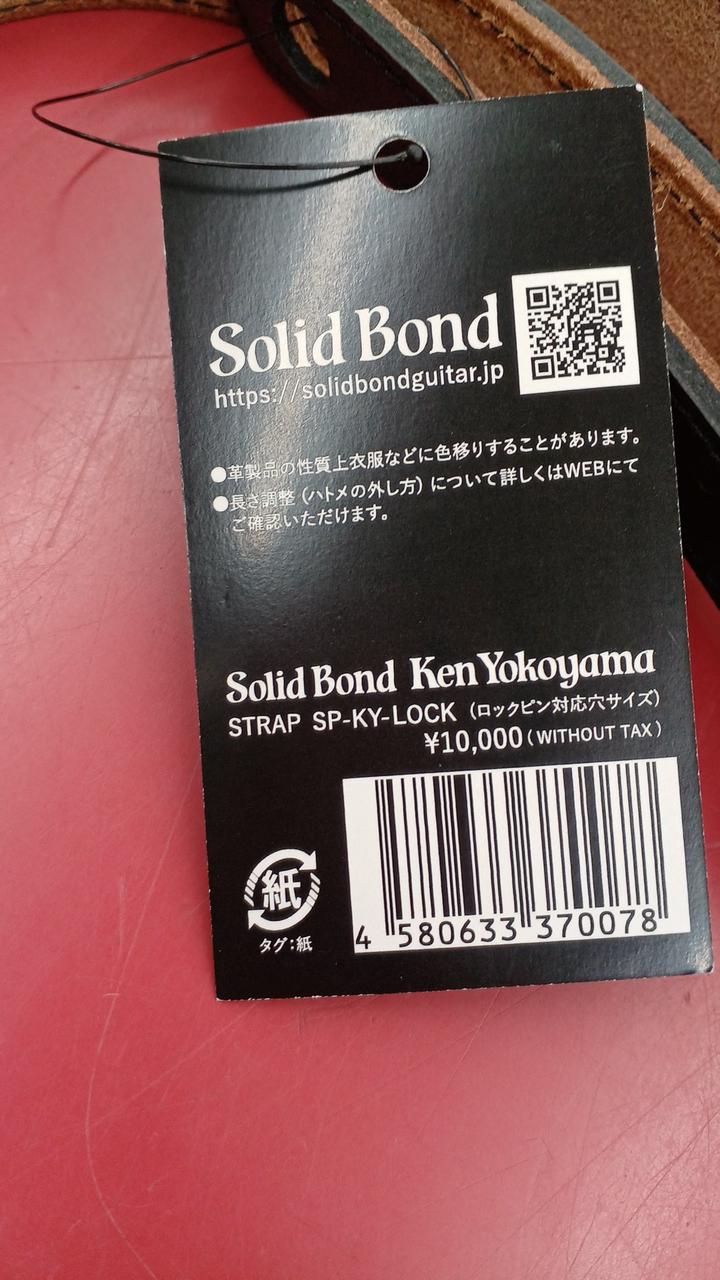 Solid Bond
https://solidbondguitar.jp
●革製品の性質上衣服などに色移りすることがあります。
●長さ調整（ハトメの外し方）について詳しくはWEBにて
ご確認いただけます。
Solid Bond Ken Yokoyama
STRAP SP-KY-LOCK（ロックピン対応穴サイズ）
¥10,000（WITHOUT TAX）
紙
タグ：紙
4 580633 370078